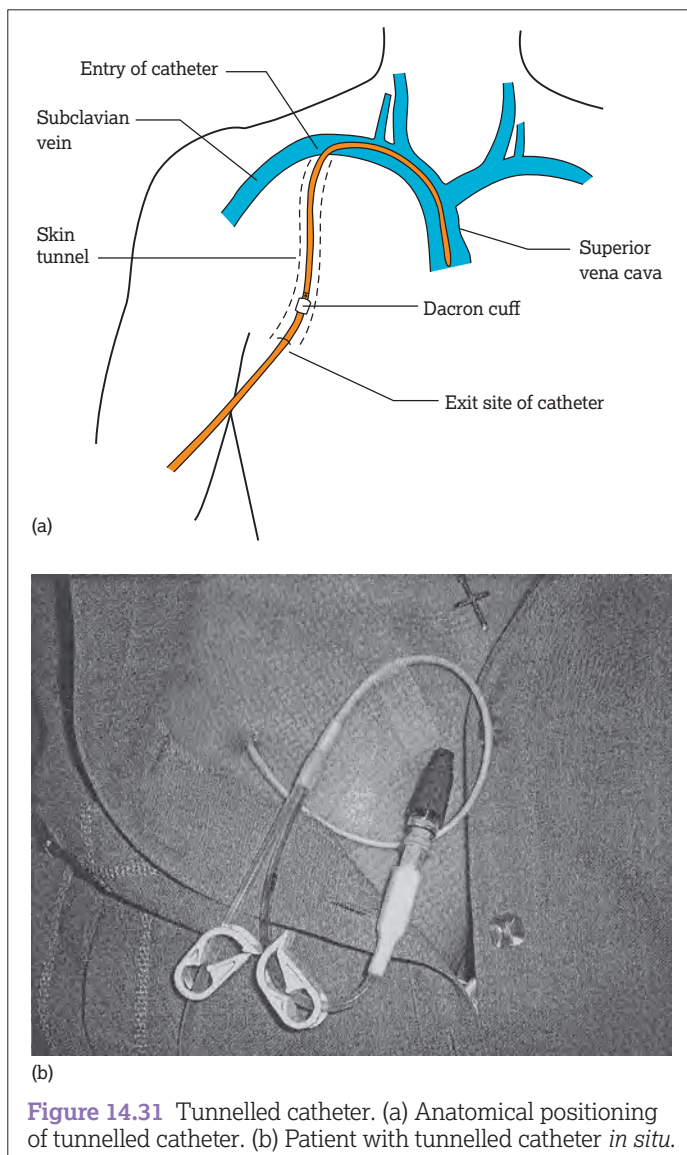 Entry of catheter
Subclavian
vein
Skin
tunnel
Superior
vena cava
Dacron cuff
Exit site of catheter
(a)
(b)
Figure 14.31 Tunnelled catheter. (a) Anatomical positioning
of tunnelled catheter. (b) Patient with tunnelled catheter in situ.